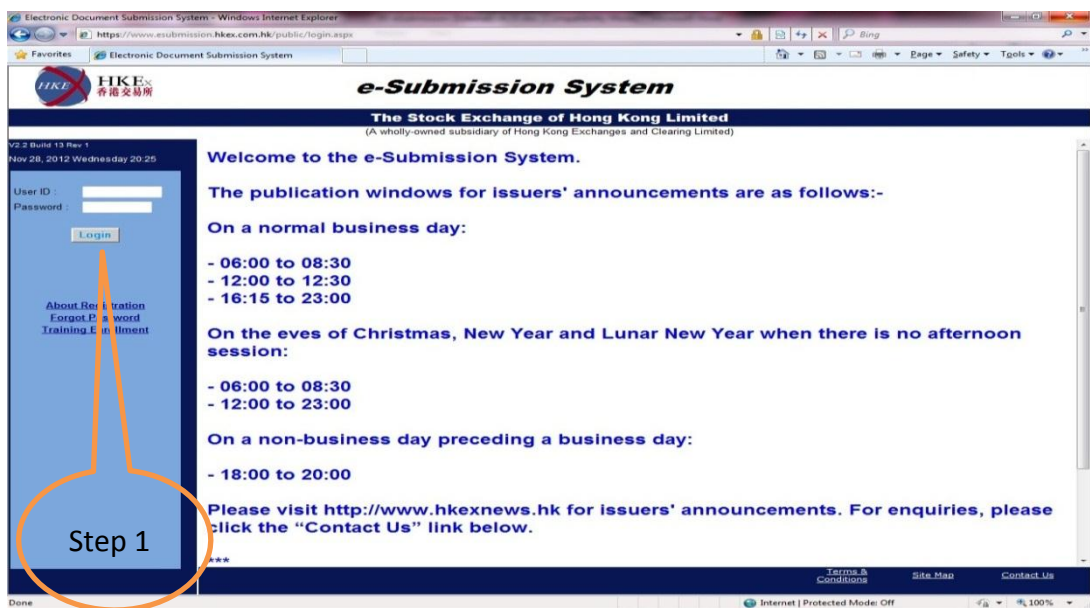 Electronic Document Submission System - Windows Internet Explorer
https://www.esubmission.hkex.com.hk/public/login.aspx
Bing
Favorites
Electronic Document Submission System
Page
Safety
Tools
HKEx
HKEx
香港交易所
e-Submission System
The Stock Exchange of Hong Kong Limited
(A wholly-owned subsidiary of Hong Kong Exchanges and Clearing Limited)
V2.2 Build 13 Rev 1
Nov 28, 2012 Wednesday 20:25
User ID :
Password :
Login
About Registration
Forgot Password
Training Enrollment
Welcome to the e-Submission System.
The publication windows for issuers' announcements are as follows:-
On a normal business day:
- 06:00 to 08:30
- 12:00 to 12:30
- 16:15 to 23:00
On the eves of Christmas, New Year and Lunar New Year when there is no afternoon
session:
- 06:00 to 08:30
- 12:00 to 23:00
On a non-business day preceding a business day:
- 18:00 to 20:00
Please visit http://www.hkexnews.hk for issuers' announcements. For enquiries, please
click the “Contact Us” link below.
***
Step 1
Terms &
Conditions
Site Map
Contact Us
Done
Internet | Protected Mode: Off
100%